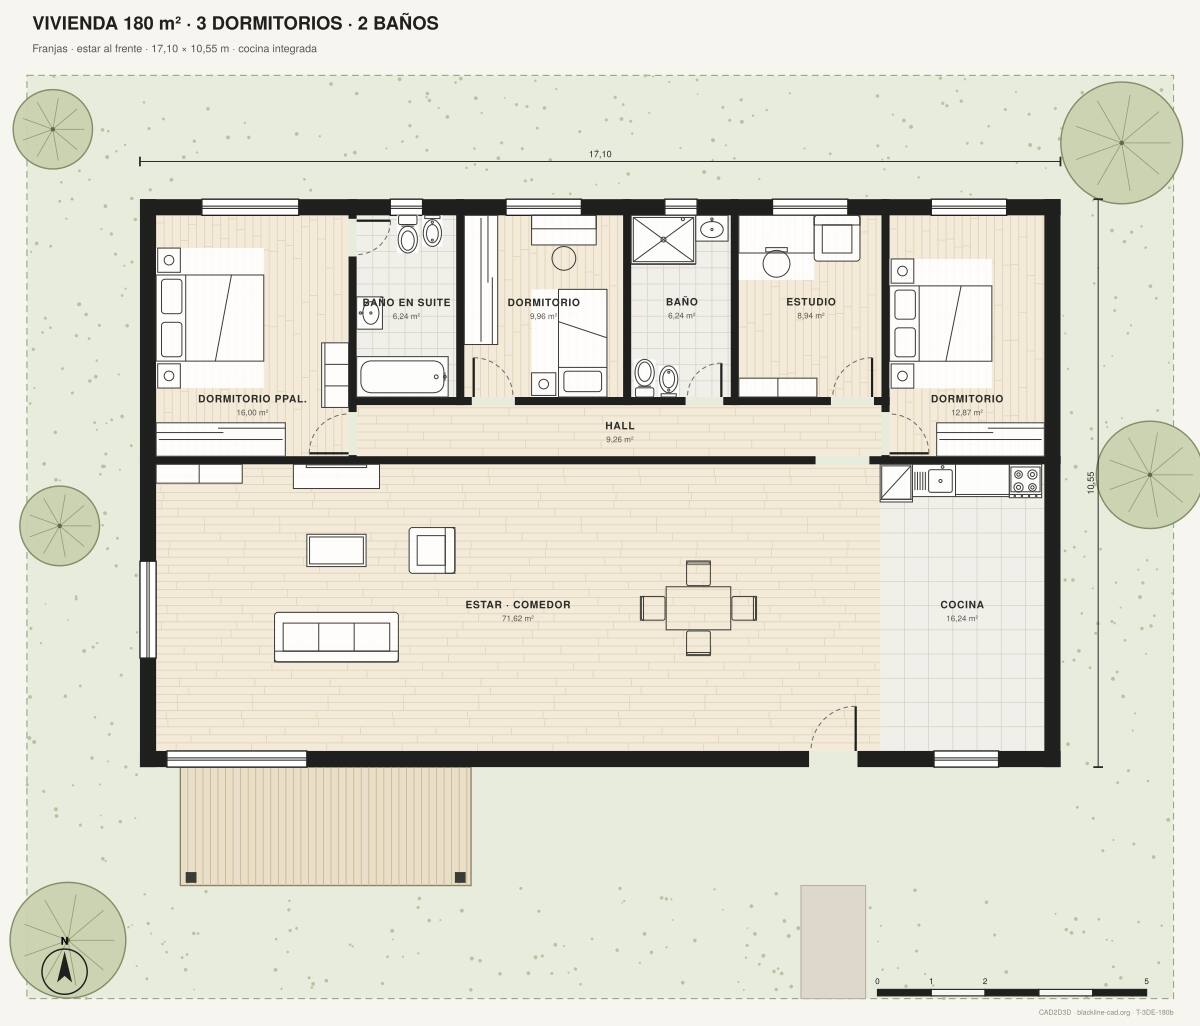 VIVIENDA 180 m² · 3 DORMITORIOS · 2 BAÑOS
Franjas · estar al frente · 17,10 × 10,55 m · cocina integrada
17,10
BAÑO EN SUITE
6,24 m²
DORMITORIO
9,96 m²
BAÑO
6,24 m²
ESTUDIO
8,94 m²
DORMITORIO PPAL.
16,00 m²
DORMITORIO
12,87 m²
HALL
9,26 m²
10,55
ESTAR · COMEDOR
71,62 m²
COCINA
16,24 m²
N
0 1 2 5
CAD2D3D · blackline-cad.org · T-3DE-180b